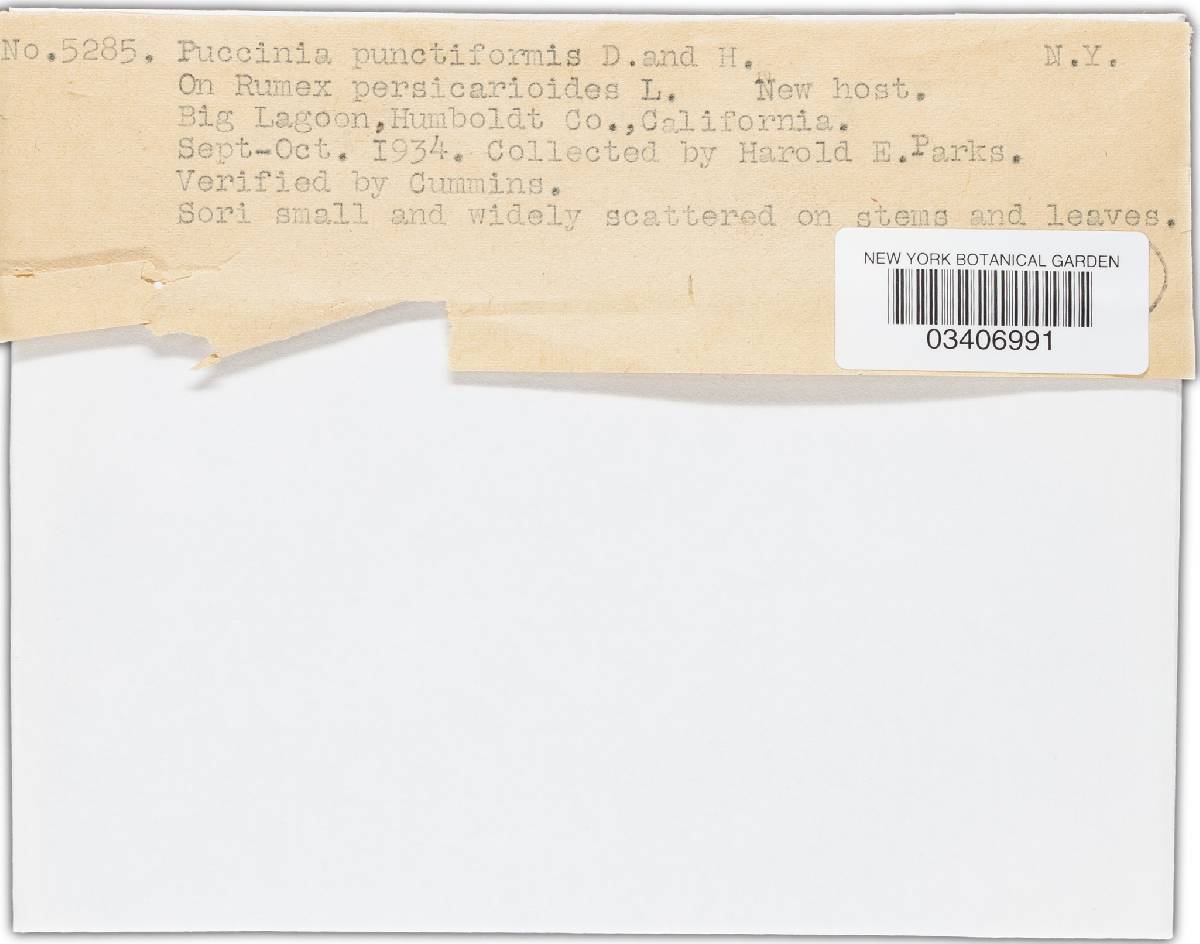 No.5285. Puccinia punctiformis D.and H. N.Y.
On Rumex persicarioides L. New host.
Big Lagoon,Humboldt Co.,California.
Sept-Oct. 1934. Collected by Harold E.Parks.
Verified by Cummins.
Sori small and widely scattered on stems and leaves.
NEW YORK BOTANICAL GARDEN
03406991